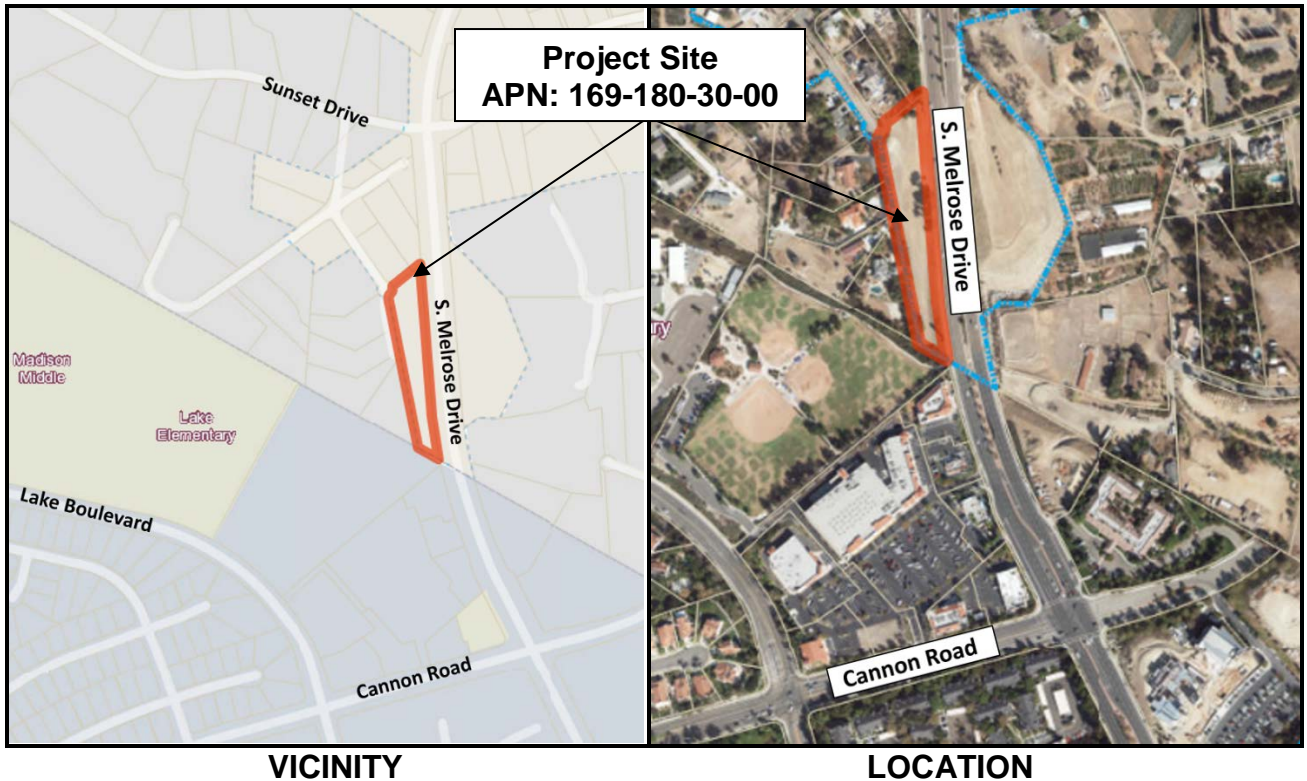 Project Site
APN: 169-180-30-00
Sunset Drive
S. Melrose Drive
Madison
Middle
Lake
Elementary
Lake Boulevard
Cannon Road
S. Melrose Drive
ry
Cannon Road
VICINITY
LOCATION